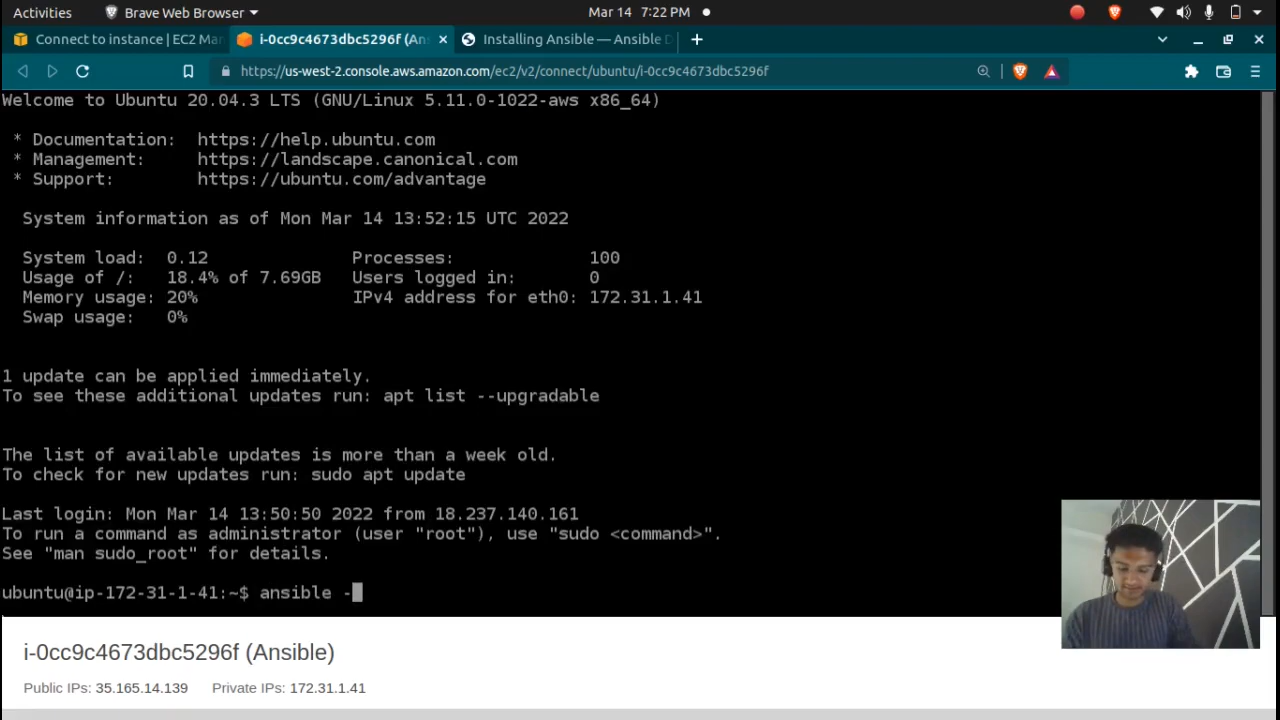 Activities
Brave Web Browser
Mar 14 7:22 PM
Connect to instance | EC2 Mar
i-0cc9c4673dbc5296f (An
Installing Ansible — Ansible D
https://us-west-2.console.aws.amazon.com/ec2/v2/connect/ubuntu/i-0cc9c4673dbc5296f
Welcome to Ubuntu 20.04.3 LTS (GNU/Linux 5.11.0-1022-aws x86_64)
* Documentation: https://help.ubuntu.com
* Management: https://landscape.canonical.com
* Support: https://ubuntu.com/advantage
System information as of Mon Mar 14 13:52:15 UTC 2022
System load: 0.12 Processes: 100
Usage of /: 18.4% of 7.69GB Users logged in: 0
Memory usage: 20% IPv4 address for eth0: 172.31.1.41
Swap usage: 0%
1 update can be applied immediately.
To see these additional updates run: apt list --upgradable
The list of available updates is more than a week old.
To check for new updates run: sudo apt update
Last login: Mon Mar 14 13:50:50 2022 from 18.237.140.161
To run a command as administrator (user "root"), use "sudo <command>".
See "man sudo_root" for details.
ubuntu@ip-172-31-1-41:~$ ansible -
i-0cc9c4673dbc5296f (Ansible)
Public IPs: 35.165.14.139 Private IPs: 172.31.1.41